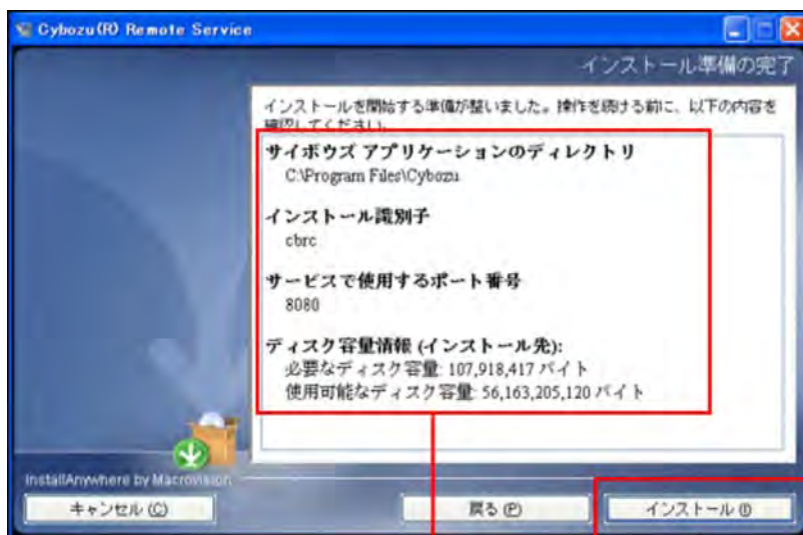 Cybozu(R) Remote Service
インストール準備の完了
インストールを開始する準備が整いました。操作を続ける前に、以下の内容を
確認してください。
サイボウズ アプリケーションのディレクトリ
C:\Program Files\Cybozu
インストール識別子
cbrc
サービスで使用するポート番号
8080
ディスク容量情報 (インストール先):
必要なディスク容量: 107,918,417 バイト
使用可能なディスク容量: 56,163,205,120 バイト
InstallAnywhere by Macrovision
キャンセル (C)
戻る (P)
インストール (I)